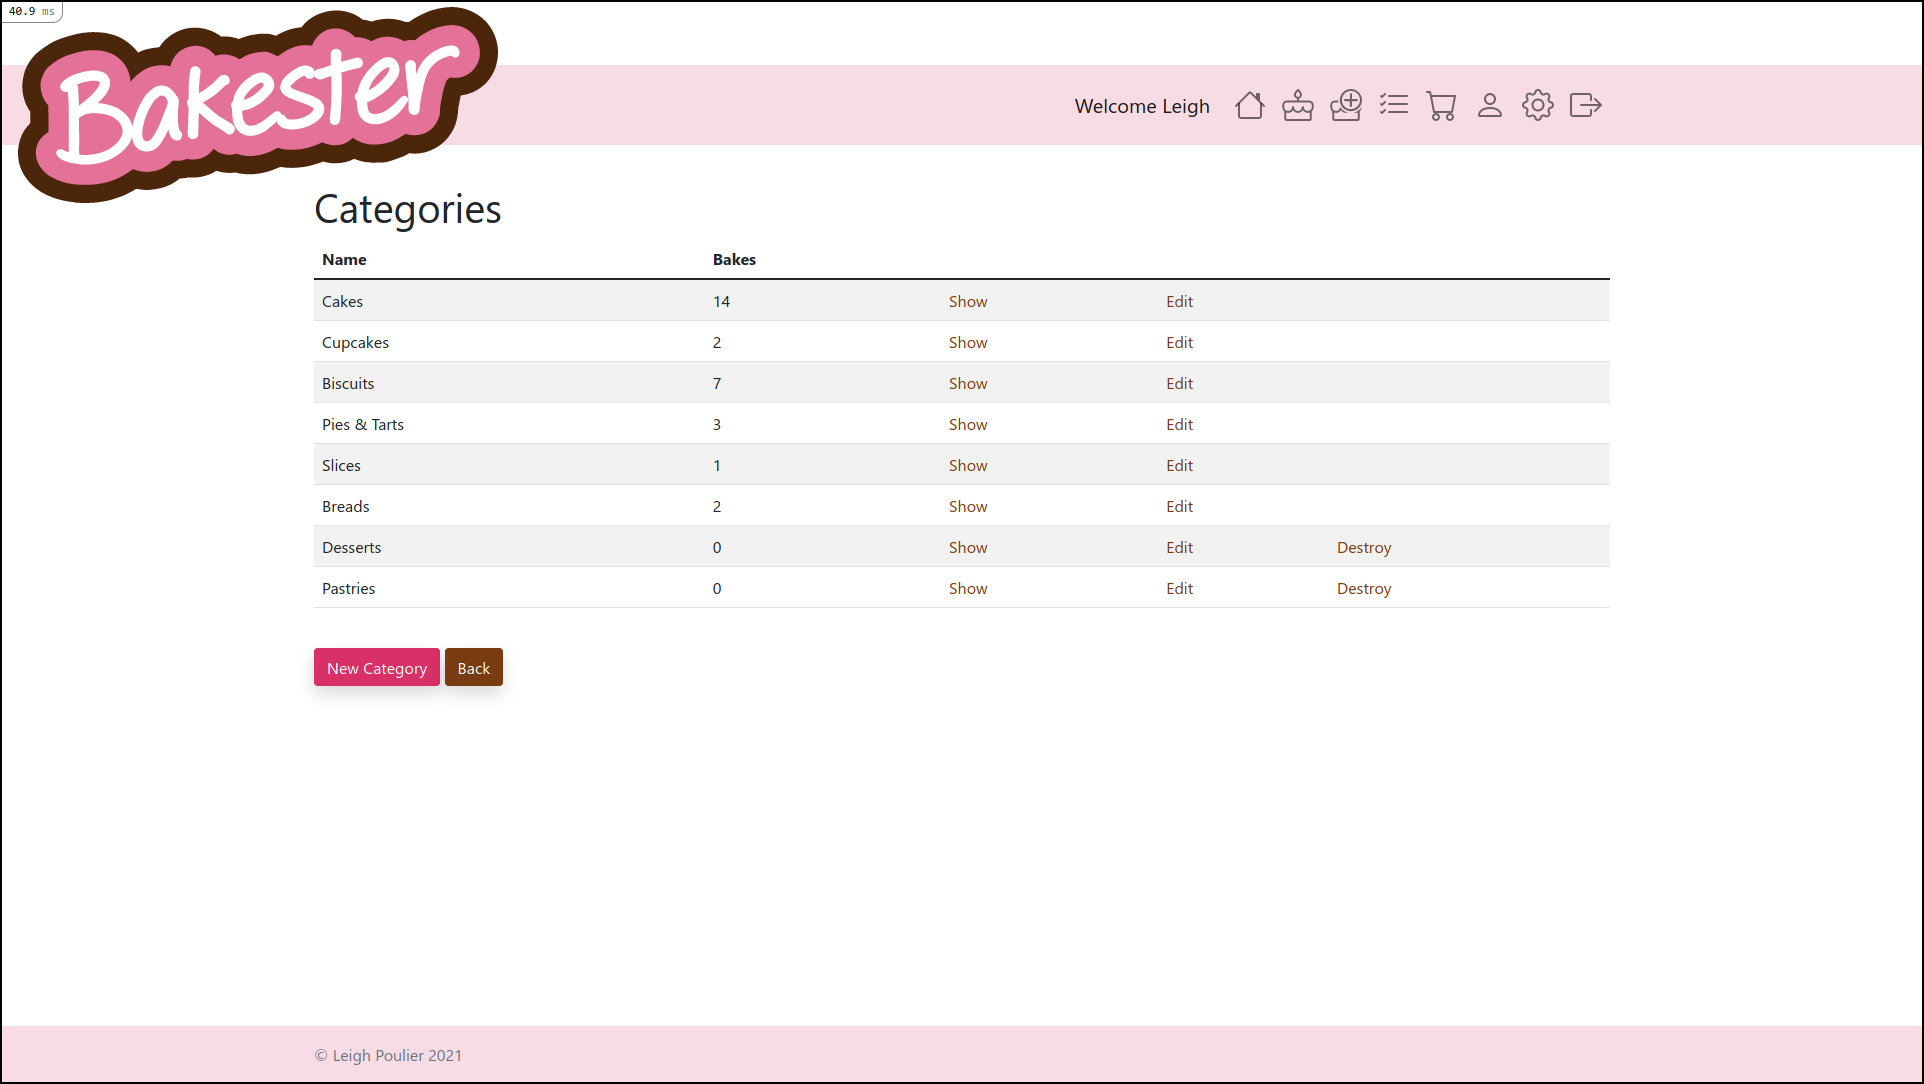 40.9 ms
Bakester
Welcome Leigh
Categories
Name Bakes
Cakes 14 Show Edit
Cupcakes 2 Show Edit
Biscuits 7 Show Edit
Pies & Tarts 3 Show Edit
Slices 1 Show Edit
Breads 2 Show Edit
Desserts 0 Show Edit Destroy
Pastries 0 Show Edit Destroy
New Category Back
© Leigh Poulier 2021